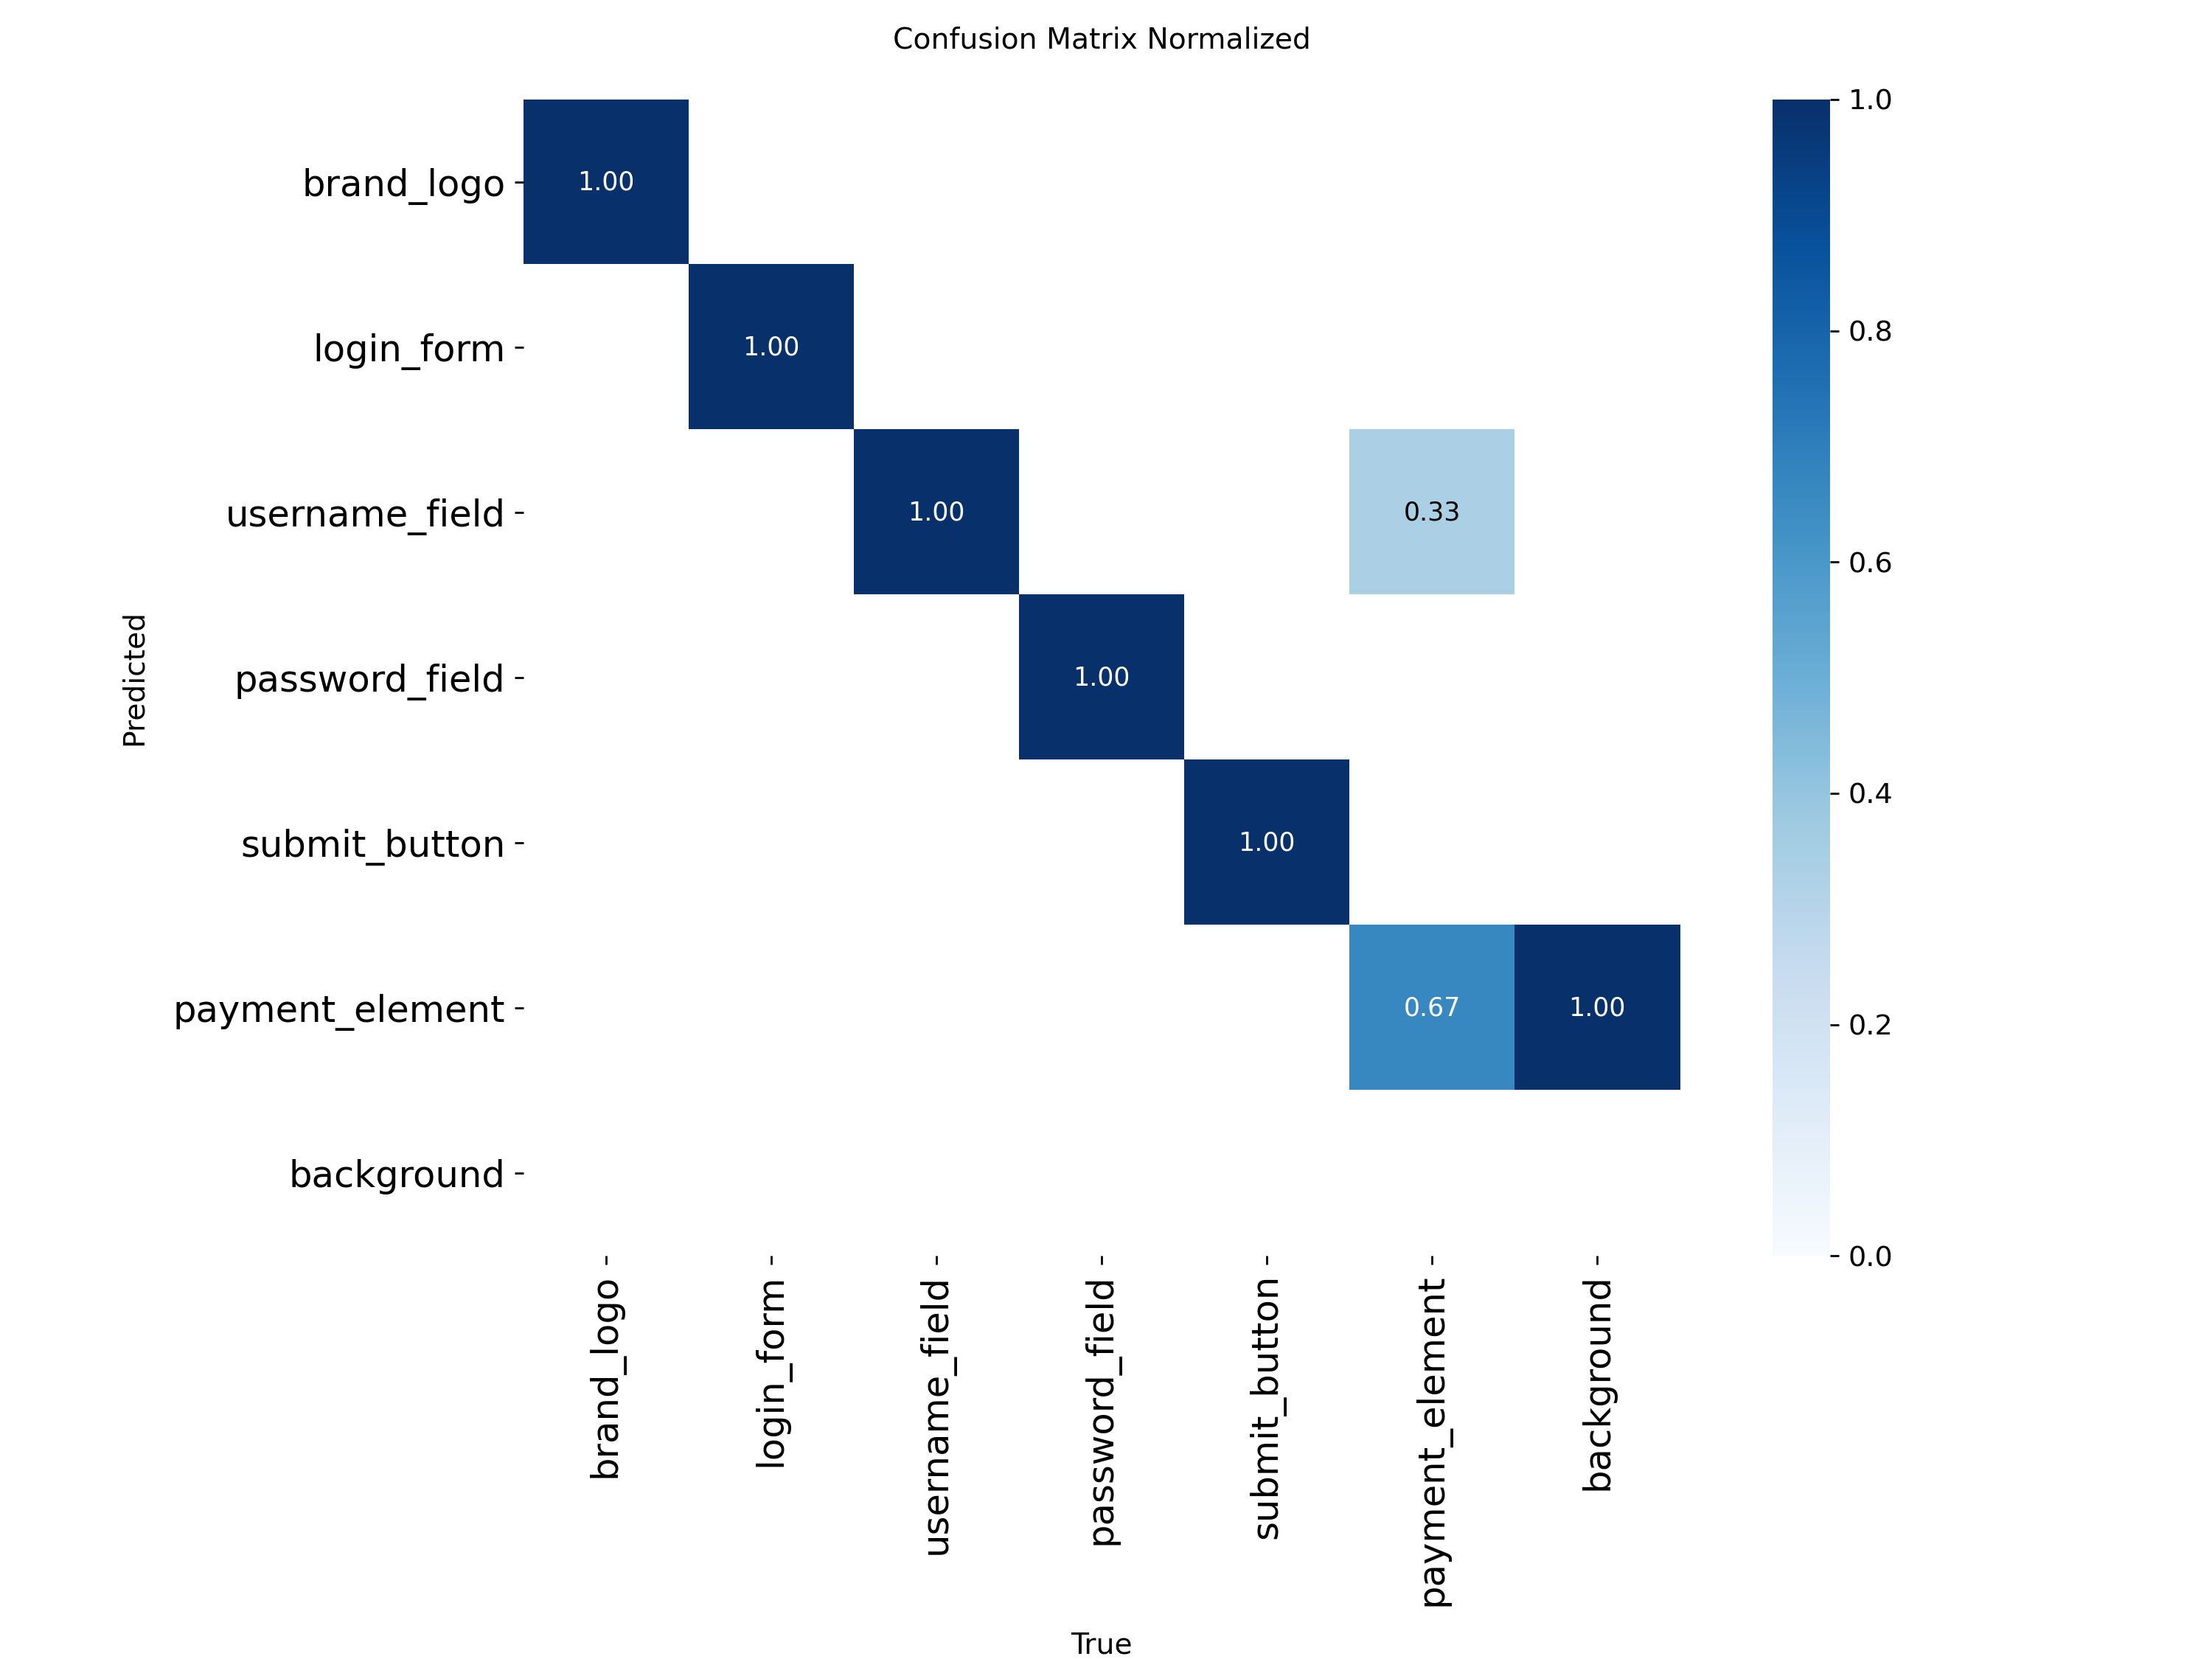 Confusion Matrix Normalized
brand_logo
login_form
username_field
password_field
submit_button
payment_element
background
Predicted
1.00
1.00
1.00
0.33
1.00
1.00
0.67
1.00
1.0
0.8
0.6
0.4
0.2
0.0
brand_logo
login_form
username_field
password_field
submit_button
payment_element
background
True